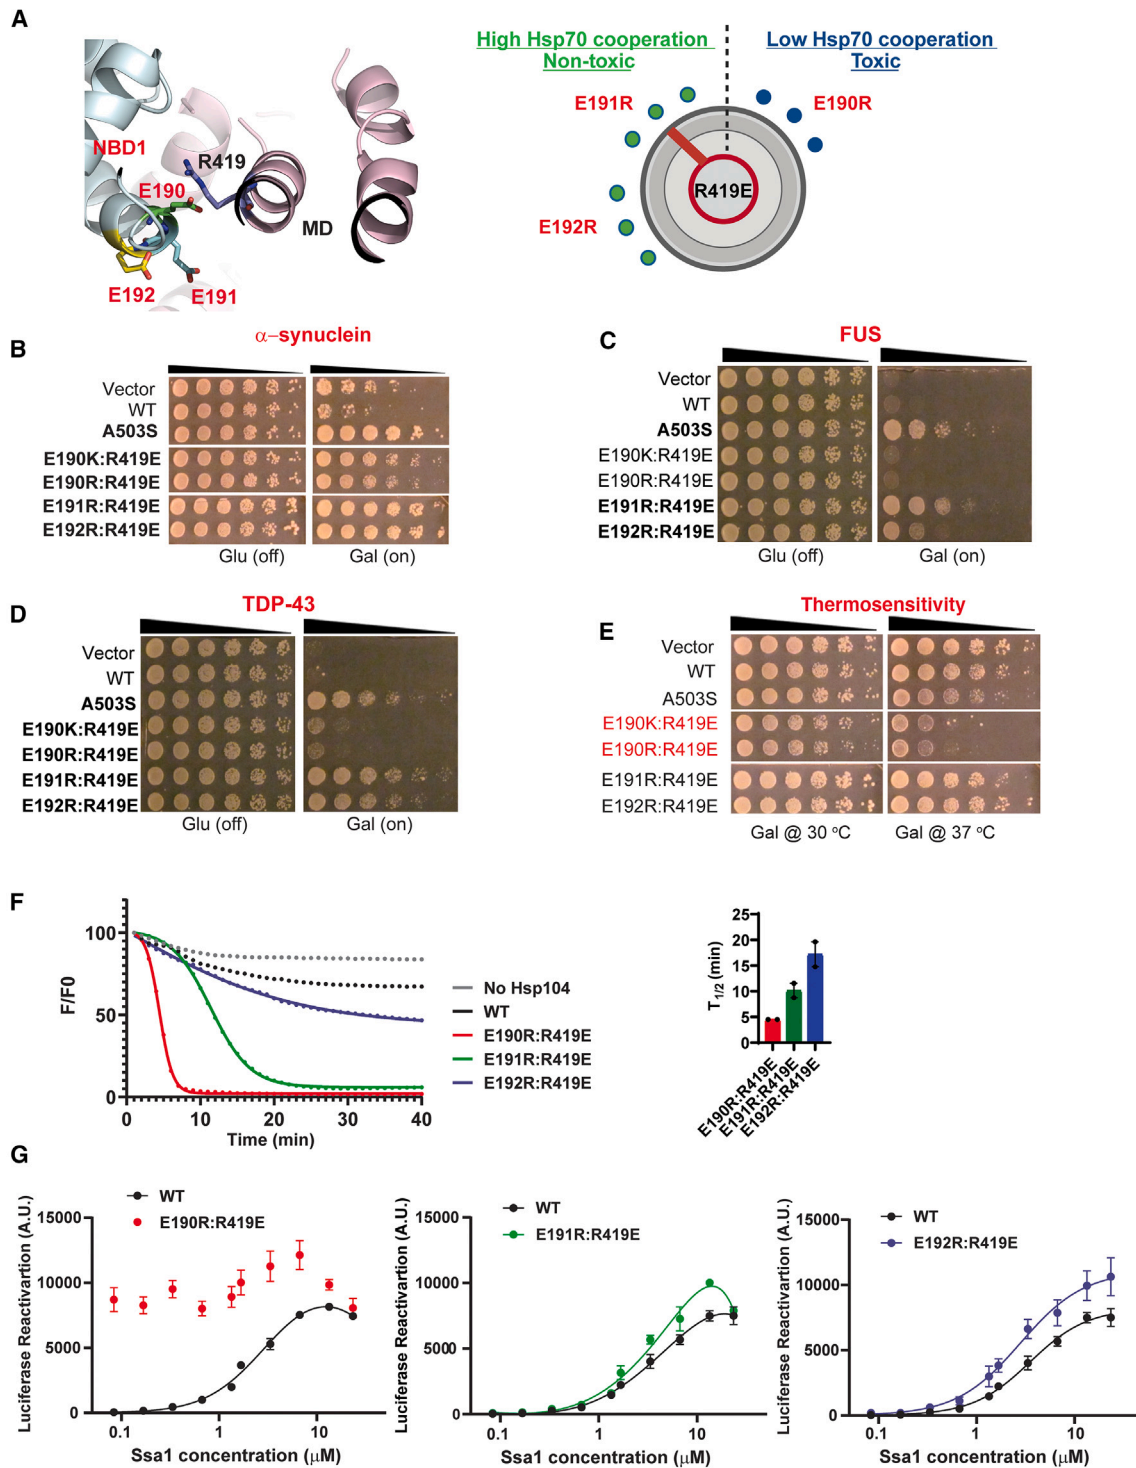 A
NBD1
R419
E190
MD
E192
E191
High Hsp70 cooperation
Non-toxic
Low Hsp70 cooperation
Toxic
E191R
E190R
R419E
E192R
B
α–synuclein
Vector
WT
A503S
E190K:R419E
E190R:R419E
E191R:R419E
E192R:R419E
Glu (off)
Gal (on)
C
FUS
Vector
WT
A503S
E190K:R419E
E190R:R419E
E191R:R419E
E192R:R419E
Glu (off)
Gal (on)
D
TDP-43
Vector
WT
A503S
E190K:R419E
E190R:R419E
E191R:R419E
E192R:R419E
Glu (off)
Gal (on)
E
Thermosensitivity
Vector
WT
A503S
E190K:R419E
E190R:R419E
E191R:R419E
E192R:R419E
Gal @ 30 °C
Gal @ 37 °C
F
F/F0
100
50
0
0 10 20 30 40
Time (min)
No Hsp104
WT
E190R:R419E
E191R:R419E
E192R:R419E
T1/2 (min)
25
20
15
10
5
0
E190R:R419E
E191R:R419E
E192R:R419E
G
WT
E190R:R419E
Luciferase Reactivartion (A.U.)
15000
10000
5000
0
0.1 1 10
Ssa1 concentration (μM)
WT
E191R:R419E
Luciferase Reactivartion (A.U.)
15000
10000
5000
0
0.1 1 10
Ssa1 concentration (μM)
WT
E192R:R419E
Luciferase Reactivartion (A.U.)
15000
10000
5000
0
0.1 1 10
Ssa1 concentration (μM)